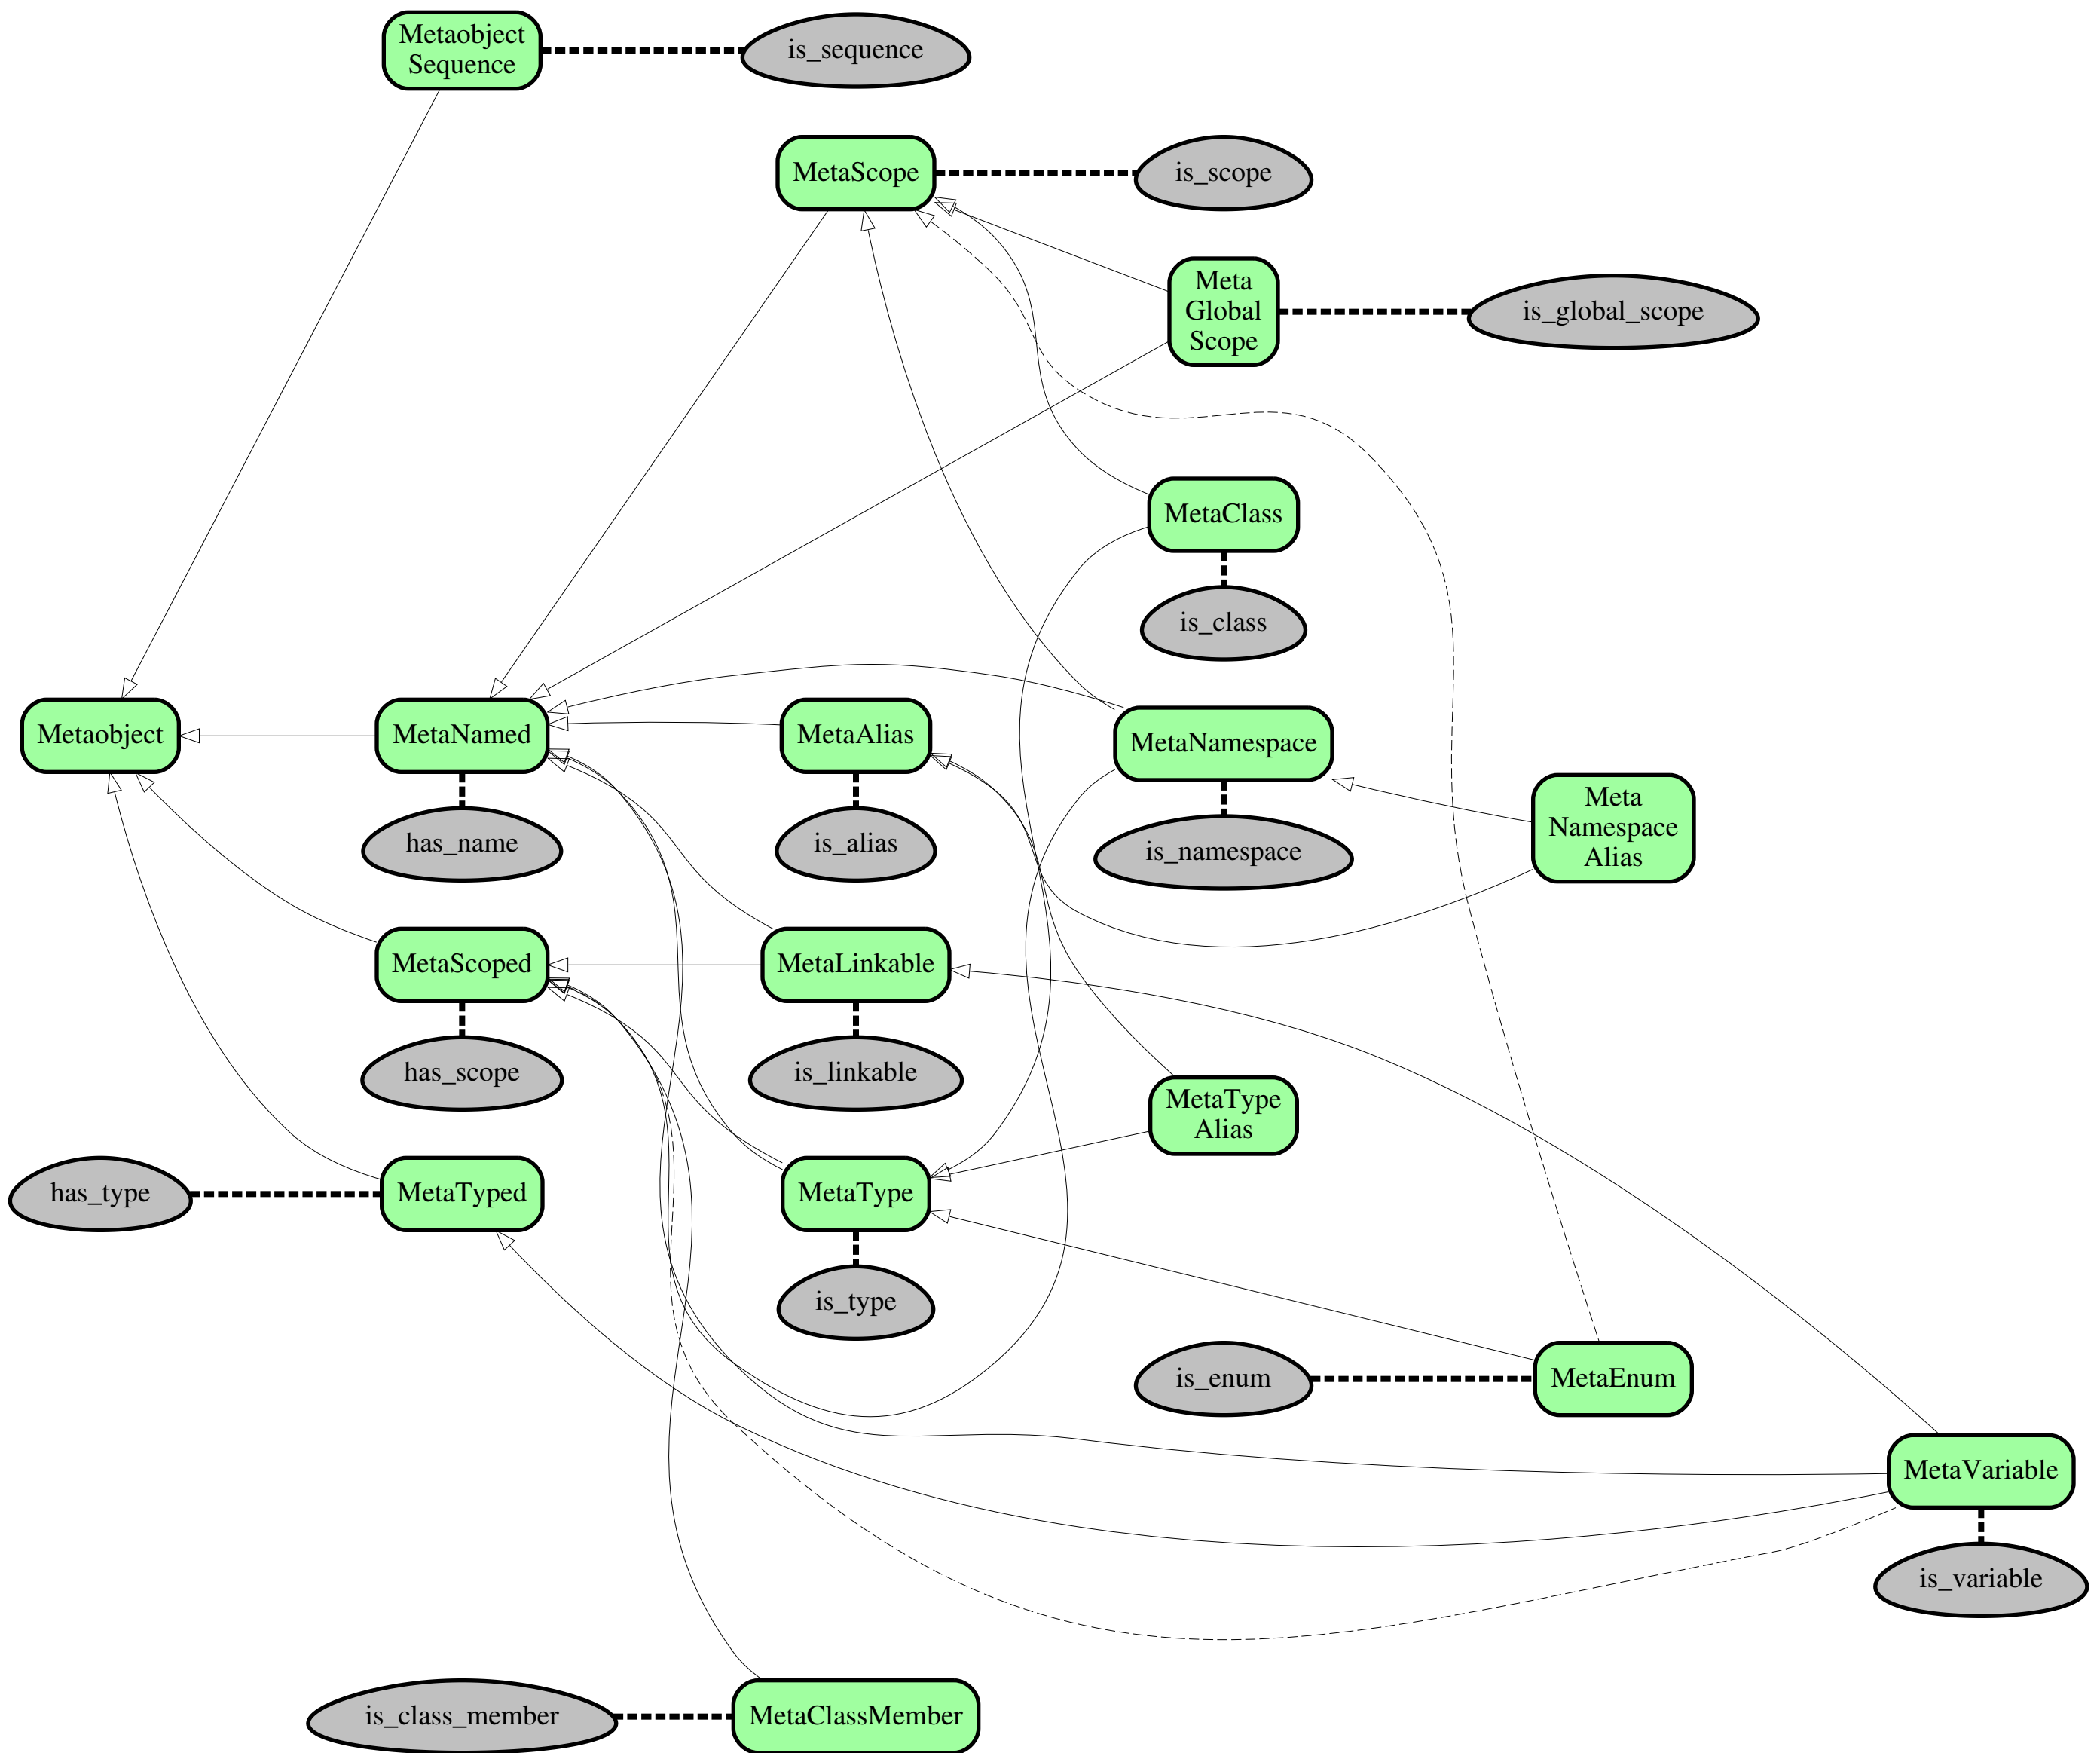 Metaobject
Sequence
is_sequence
MetaScope
is_scope
Meta
Global
Scope
is_global_scope
MetaClass
is_class
Metaobject
MetaNamed
MetaAlias
MetaNamespace
Meta
Namespace
Alias
has_name
is_alias
is_namespace
MetaScoped
MetaLinkable
has_scope
is_linkable
MetaType
Alias
has_type
MetaTyped
MetaType
is_type
is_enum
MetaEnum
MetaVariable
is_variable
is_class_member
MetaClassMember